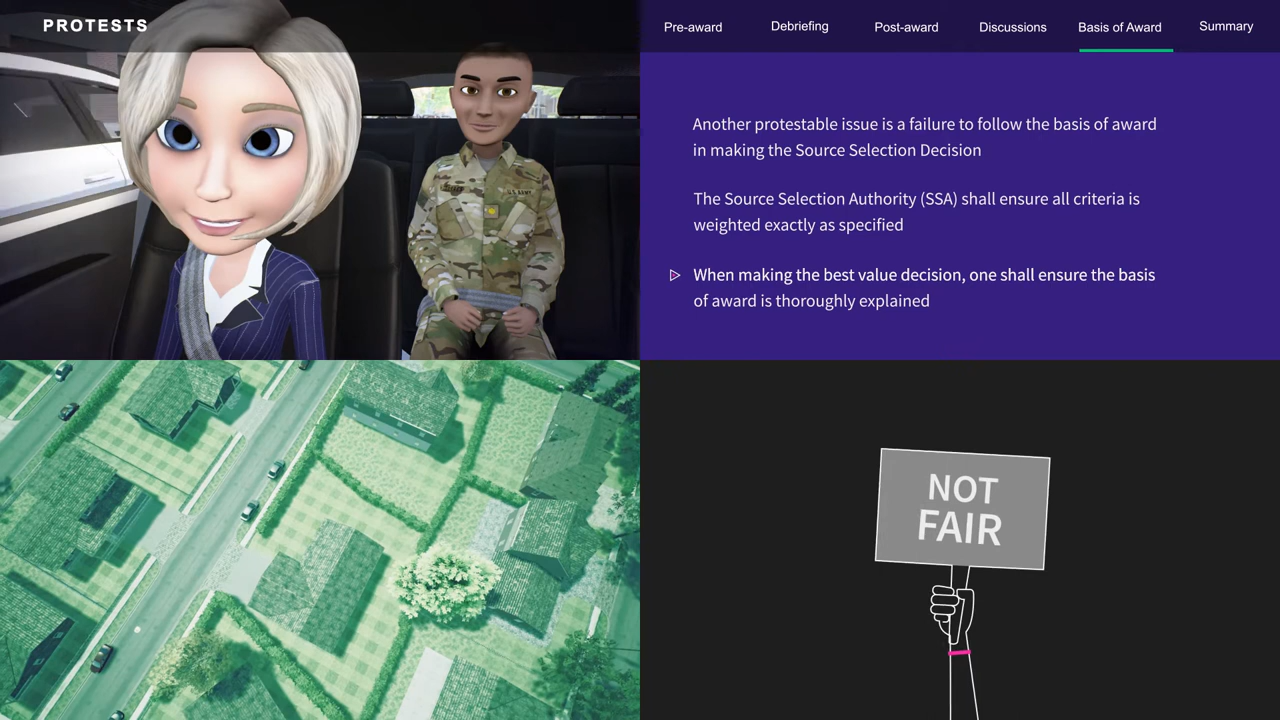 PROTESTS
Pre-award Debriefing Post-award Discussions Basis of Award Summary
Another protestable issue is a failure to follow the basis of award
in making the Source Selection Decision
The Source Selection Authority (SSA) shall ensure all criteria is
weighted exactly as specified
When making the best value decision, one shall ensure the basis
of award is thoroughly explained
U.S. ARMY
NOT
FAIR